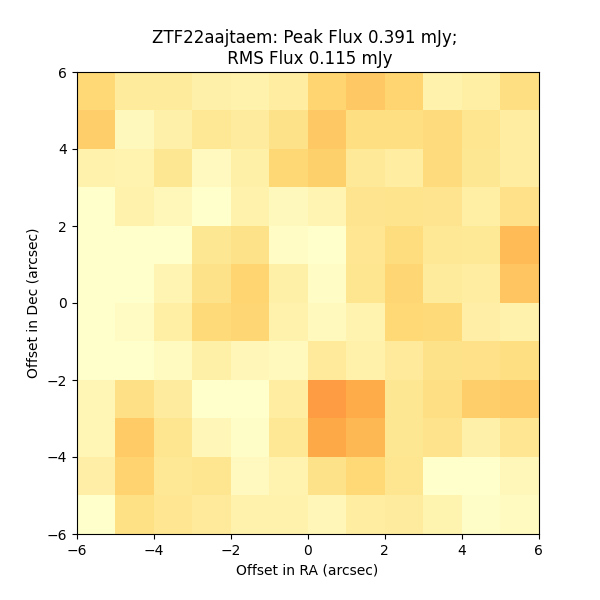 ZTF22aajtaem: Peak Flux 0.391 mJy;
RMS Flux 0.115 mJy
6
4
2
0
−2
−4
−6
Offset in Dec (arcsec)
−6 −4 −2 0 2 4 6
Offset in RA (arcsec)